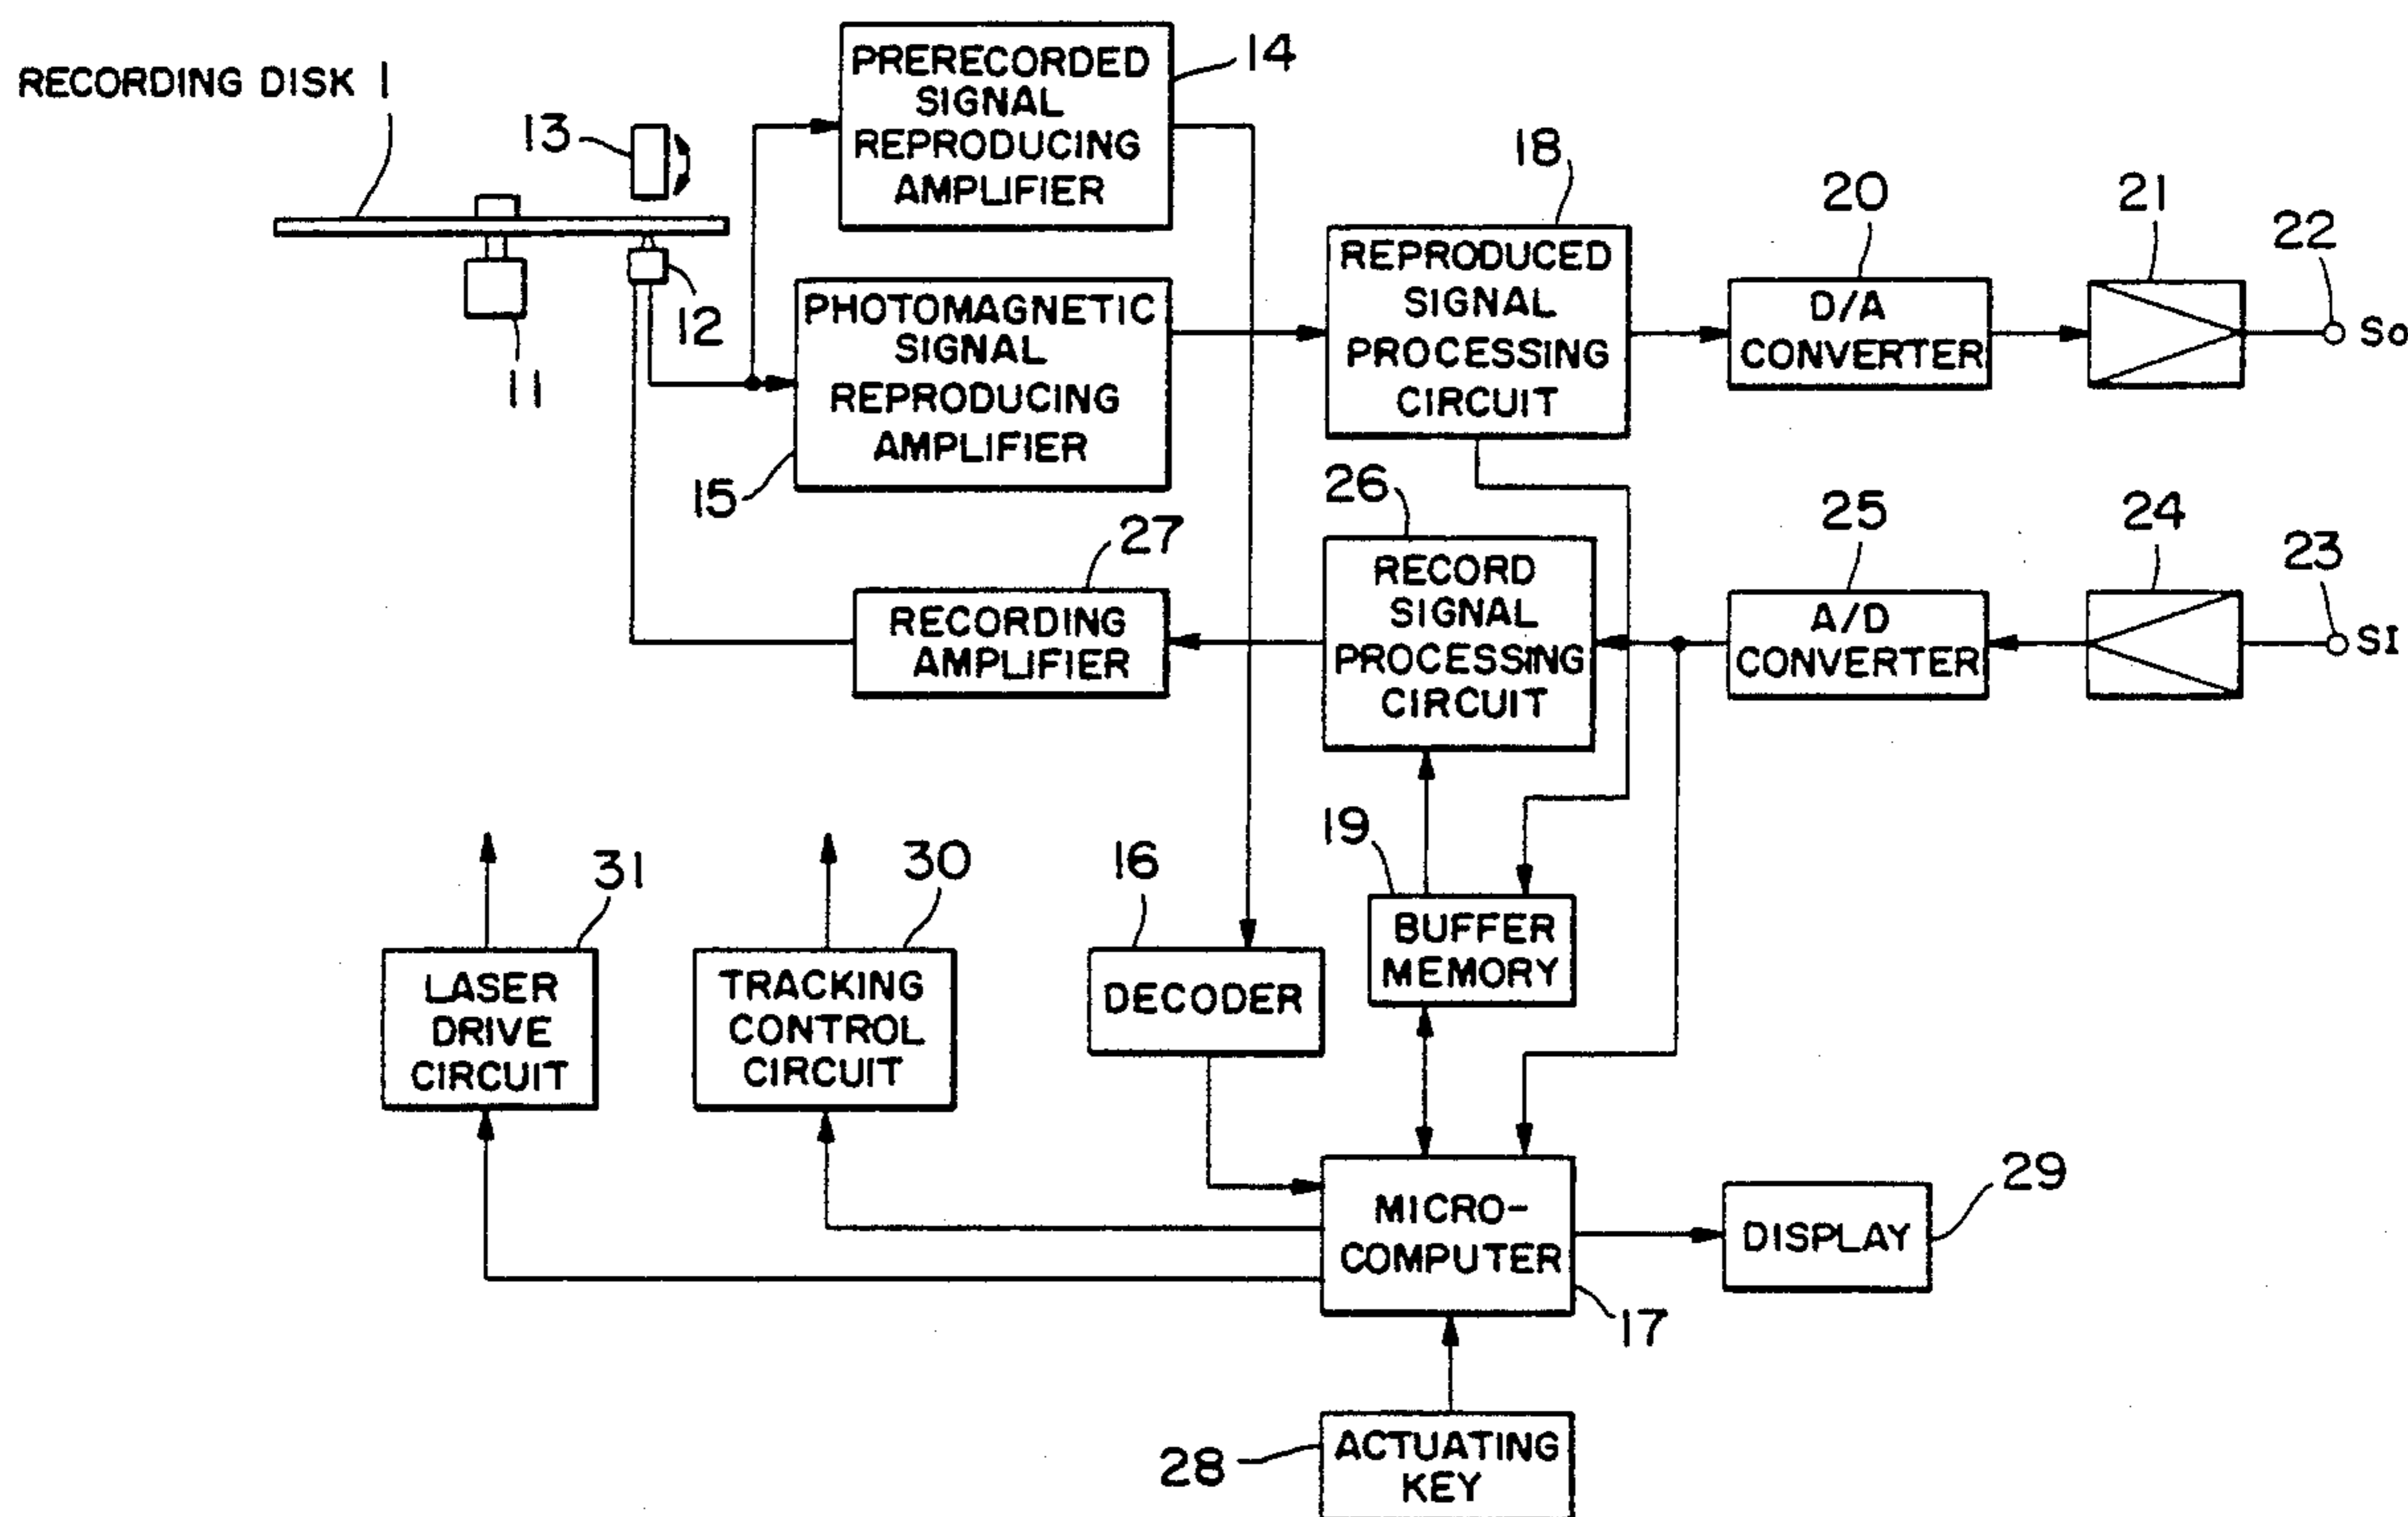 RECORDING DISK 1
13
11
12
PRERECORDED
SIGNAL
REPRODUCING
AMPLIFIER
14
PHOTOMAGNETIC
SIGNAL
REPRODUCING
AMPLIFIER
15
18
REPRODUCED
SIGNAL
PROCESSING
CIRCUIT
20
D/A
CONVERTER
21
22
So
27
RECORDING
AMPLIFIER
26
RECORD
SIGNAL
PROCESSING
CIRCUIT
25
A/D
CONVERTER
24
23
SI
31
LASER
DRIVE
CIRCUIT
30
TRACKING
CONTROL
CIRCUIT
16
DECODER
19
BUFFER
MEMORY
MICRO-
COMPUTER
17
DISPLAY
29
28
ACTUATING
KEY